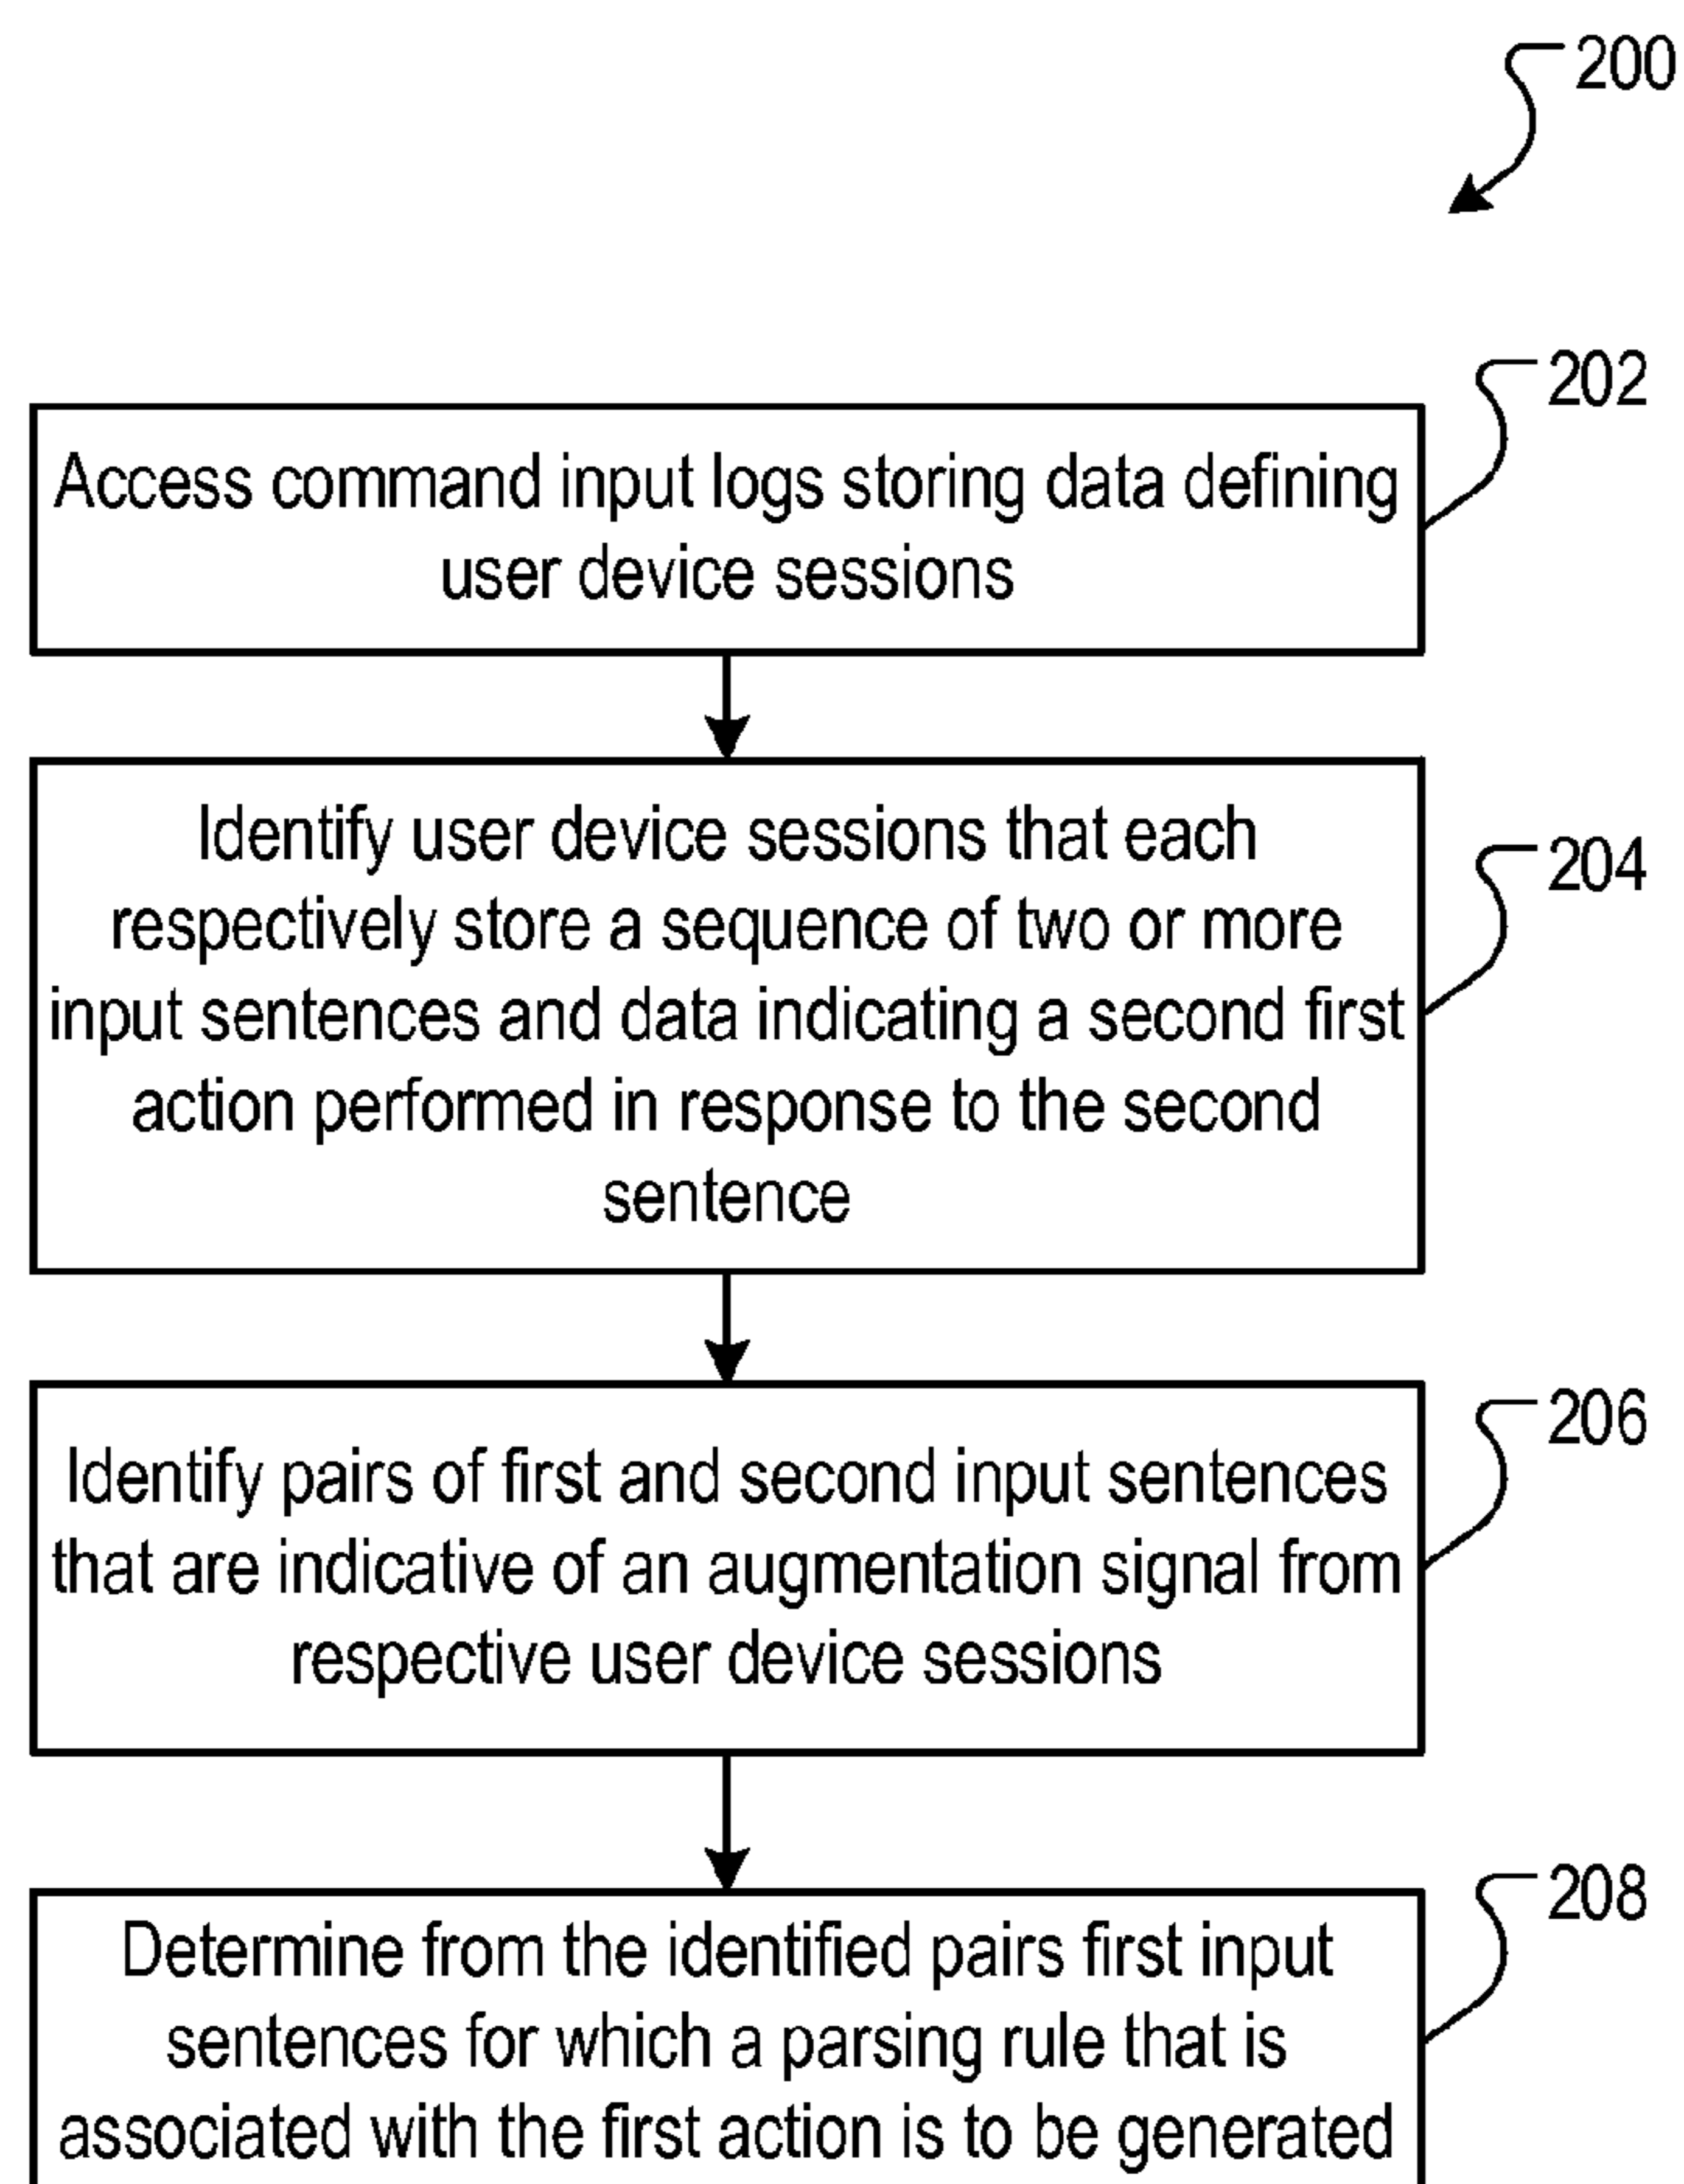 200
202
Access command input logs storing data defining
user device sessions
204
Identify user device sessions that each
respectively store a sequence of two or more
input sentences and data indicating a second first
action performed in response to the second
sentence
206
Identify pairs of first and second input sentences
that are indicative of an augmentation signal from
respective user device sessions
208
Determine from the identified pairs first input
sentences for which a parsing rule that is
associated with the first action is to be generated